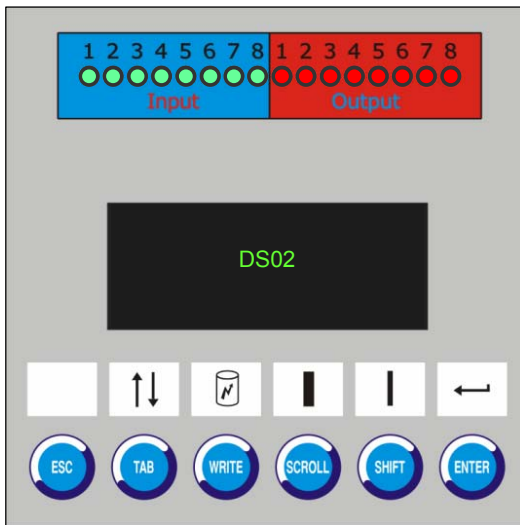 1 2 3 4 5 6 7 8 1 2 3 4 5 6 7 8
Input Output
DS02
ESC TAB WRITE SCROLL SHIFT ENTER